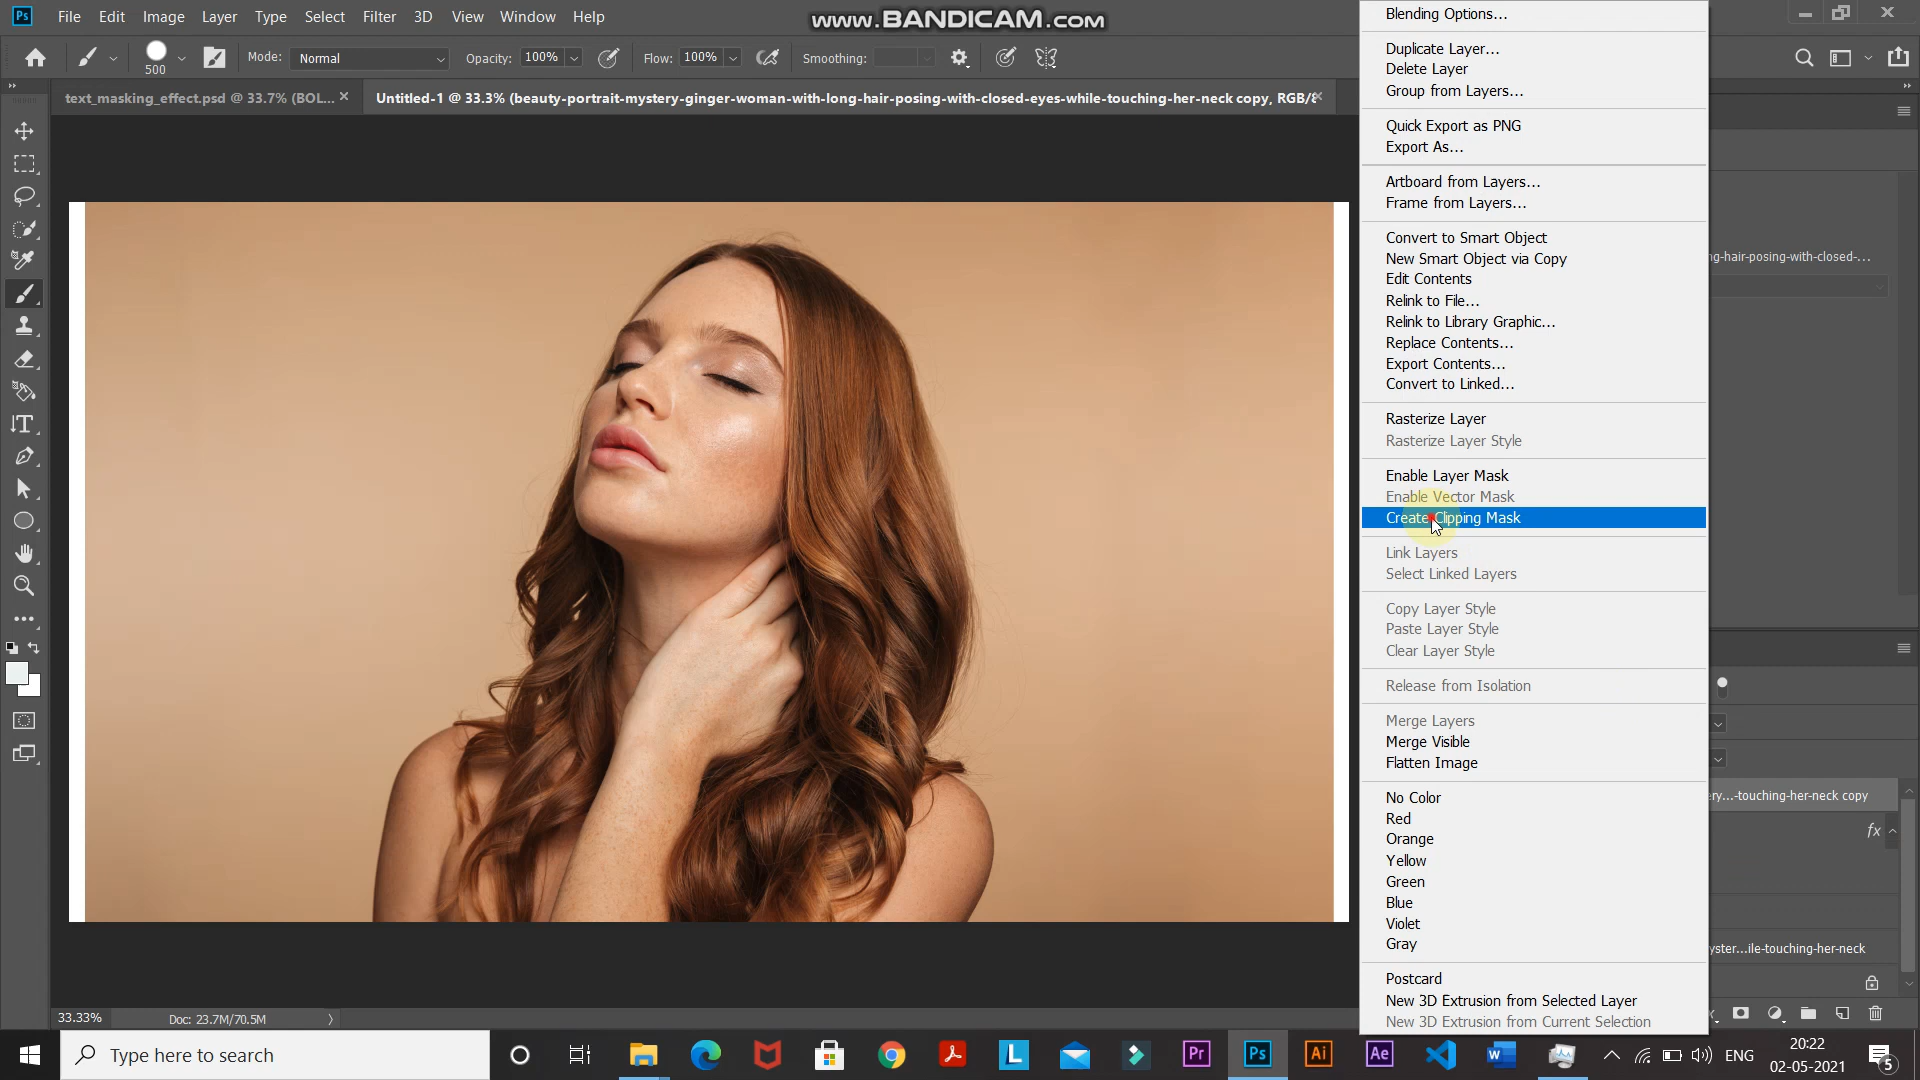 File Edit Image Layer Type Select Filter 3D View Window Help
www.BANDICAM.com
500 Mode: Normal Opacity: 100% Flow: 100% Smoothing:
text_masking_effect.psd @ 33.7% (BOL... × Untitled-1 @ 33.3% (beauty-portrait-mystery-ginger-woman-with-long-hair-posing-with-closed-eyes-while-touching-her-neck copy, RGB/8
Blending Options...
Duplicate Layer...
Delete Layer
Group from Layers...
Quick Export as PNG
Export As...
Artboard from Layers...
Frame from Layers...
Convert to Smart Object
New Smart Object via Copy
Edit Contents
Relink to File...
Relink to Library Graphic...
Replace Contents...
Export Contents...
Convert to Linked...
Rasterize Layer
Rasterize Layer Style
Enable Layer Mask
Enable Vector Mask
Create Clipping Mask
Link Layers
Select Linked Layers
Copy Layer Style
Paste Layer Style
Clear Layer Style
Release from Isolation
Merge Layers
Merge Visible
Flatten Image
No Color
Red
Orange
Yellow
Green
Blue
Violet
Gray
Postcard
New 3D Extrusion from Selected Layer
New 3D Extrusion from Current Selection
ng-hair-posing-with-closed-...
ery...-touching-her-neck copy
fx
yster...ile-touching-her-neck
33.33% Doc: 23.7M/70.5M
Type here to search
Pr Ps Ai Ae
ENG
20:22
02-05-2021
5